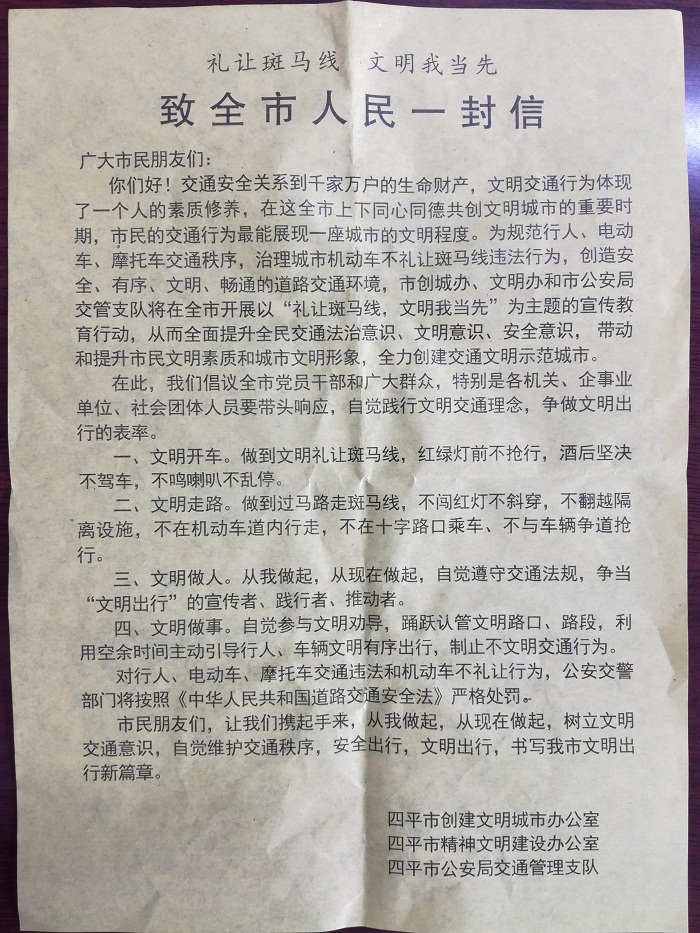 礼让斑马线 文明我当先
致全市人民一封信
广大市民朋友们：
你们好！交通安全关系到千家万户的生命财产，文明交通行为体现
了一个人的素质修养，在这全市上下同心同德共创文明城市的重要时
期，市民的交通行为最能展现一座城市的文明程度。为规范行人、电动
车、摩托车交通秩序，治理城市机动车不礼让斑马线违法行为，创造安
全、有序、文明、畅通的道路交通环境，市创城办、文明办和市公安局
交管支队将在全市开展以“礼让斑马线，文明我当先”为主题的宣传教
育行动，从而全面提升全民交通法治意识、文明意识、安全意识， 带动
和提升市民文明素质和城市文明形象，全力创建交通文明示范城市。
在此，我们倡议全市党员干部和广大群众，特别是各机关、企事业
单位、社会团体人员要带头响应，自觉践行文明交通理念，争做文明出
行的表率。
一、文明开车。做到文明礼让斑马线，红绿灯前不抢行，酒后坚决
不驾车，不鸣喇叭不乱停。
二、文明走路。做到过马路走斑马线，不闯红灯不斜穿，不翻越隔
离设施，不在机动车道内行走，不在十字路口乘车、不与车辆争道抢
行。
三、文明做人。从我做起，从现在做起，自觉遵守交通法规，争当
“文明出行”的宣传者、践行者、推动者。
四、文明做事。自觉参与文明劝导，踊跃认管文明路口、路段，利
用空余时间主动引导行人、车辆文明有序出行，制止不文明交通行为。
对行人、电动车、摩托车交通违法和机动车不礼让行为，公安交警
部门将按照《中华人民共和国道路交通安全法》严格处罚。
市民朋友们，让我们携起手来，从我做起，从现在做起，树立文明
交通意识，自觉维护交通秩序，安全出行，文明出行，书写我市文明出
行新篇章。
四平市创建文明城市办公室
四平市精神文明建设办公室
四平市公安局交通管理支队